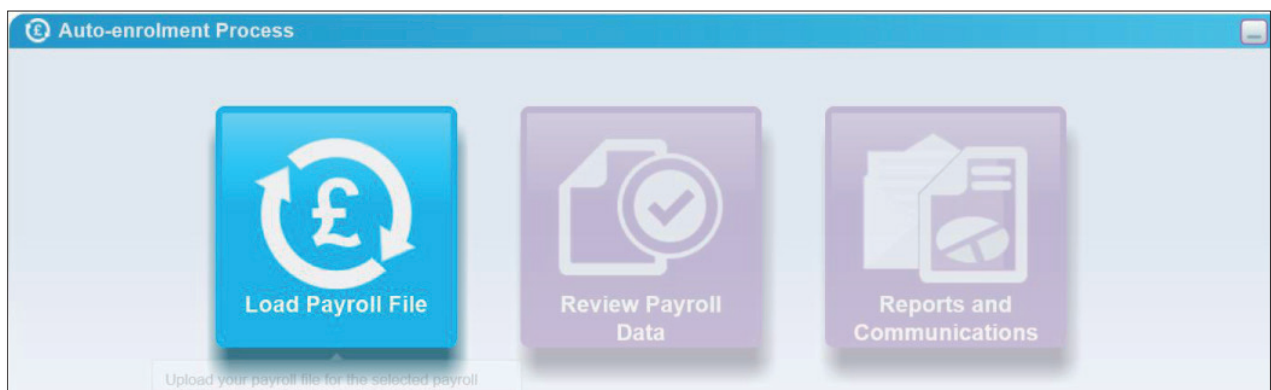 Auto-enrolment Process
Load Payroll File
Review Payroll
Data
Reports and
Communications
Upload your payroll file for the selected payroll